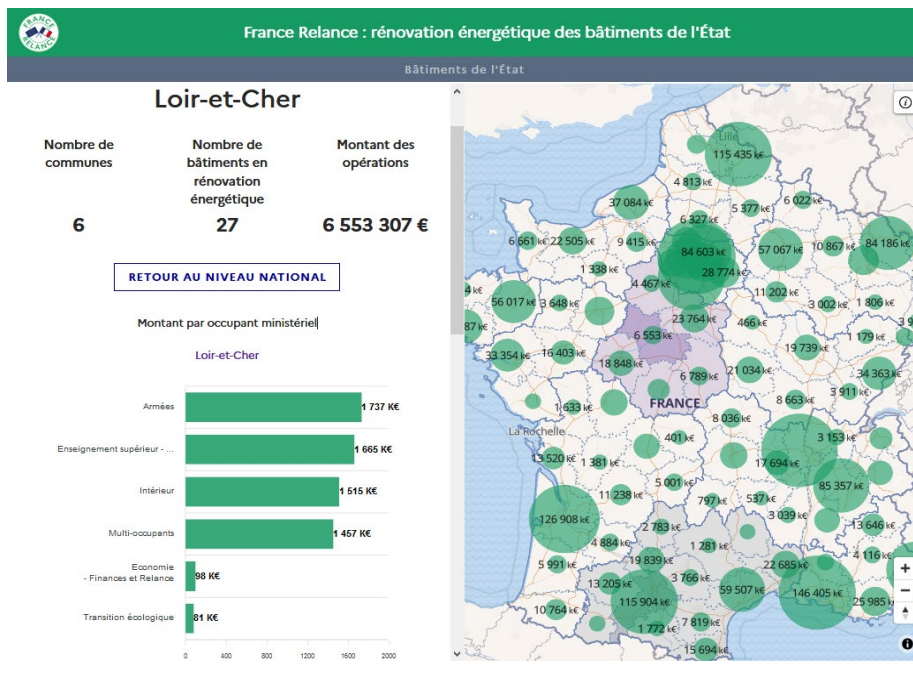 FRANCE
RELANCE
France Relance : rénovation énergétique des bâtiments de l'État
Bâtiments de l'État
Loir-et-Cher
Nombre de
communes
6
Nombre de
bâtiments en
rénovation
énergétique
27
Montant des
opérations
6 553 307 €
RETOUR AU NIVEAU NATIONAL
Montant par occupant ministériel
Loir-et-Cher
Armées
1 737 K€
Enseignement supérieur - ...
1 665 K€
Intérieur
1 515 K€
Multi-occupants
1 457 K€
Economie
- Finances et Relance
98 K€
Transition écologique
81 K€
0 400 800 1200 1600 2000
Lille
115 435 k€
4 813 k€
37 084 k€
5 377 k€
6 022 k€
6 327 k€
6 661 k€
22 505 k€
9 415 k€
84 603 k€
57 067 k€
10 867 k€
84 186 k€
1 338 k€
28 774 k€
4 k€
4 467 k€
11 202 k€
56 017 k€
3 648 k€
3 002 k€
1 806 k€
87 k€
23 764 k€
466 k€
6 553 k€
1 179 k€
33 354 k€
16 403 k€
19 739 k€
18 848 k€
6 789 k€
21 034 k€
34 363 k€
3 911 k€
FRANCE
1 633 k€
8 663 k€
8 036 k€
La Rochelle
401 k€
3 153 k€
13 520 k€
1 381 k€
17 694 k€
5 001 k€
85 357 k€
11 238 k€
797 k€
537 k€
126 908 k€
3 039 k€
2 783 k€
13 646 k€
4 884 k€
1 281 k€
5 991 k€
19 839 k€
22 685 k€
4 116 k€
13 205 k€
3 766 k€
59 507 k€
146 405 k€
10 764 k€
115 904 k€
25 985 k
1 772 k€
7 819 k€
15 694 k€